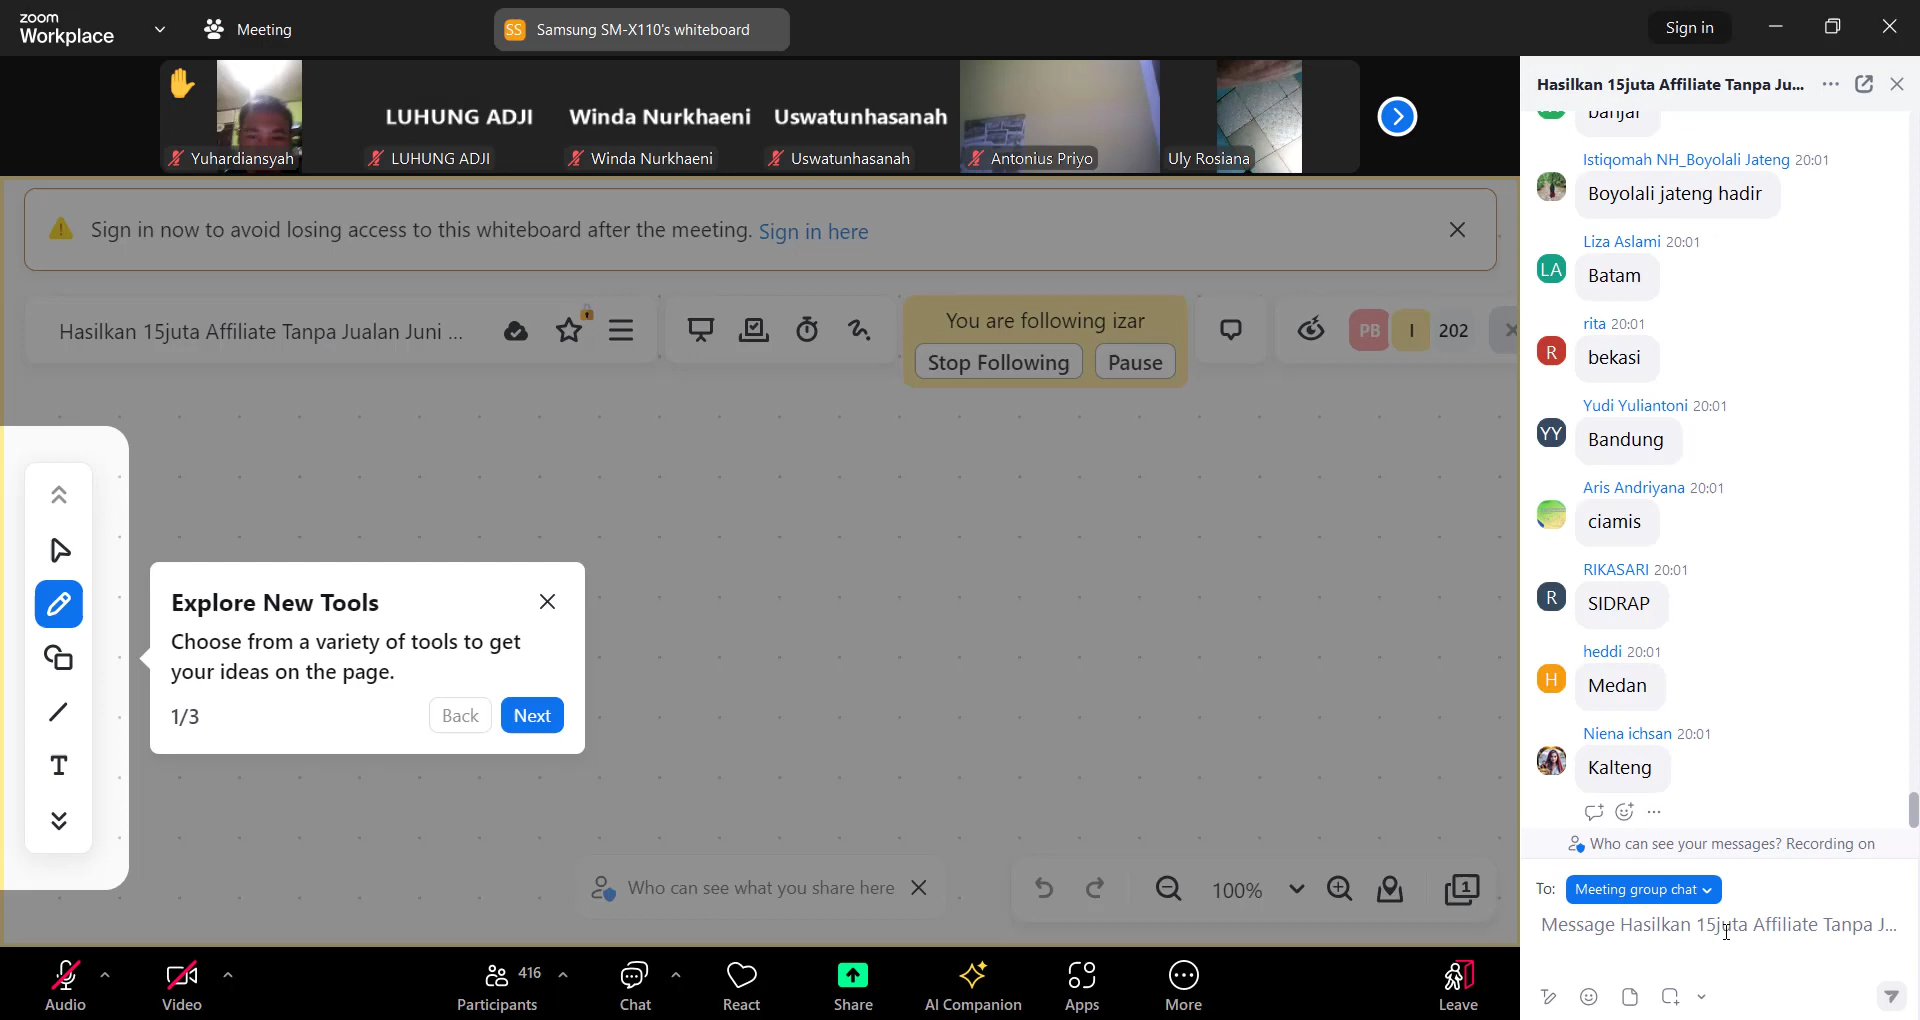 zoom
Workplace
Meeting
SS
Samsung SM-X110's whiteboard
Sign in
LUHUNG ADJI
Winda Nurkhaeni
Uswatunhasanah
Yuhardiansyah
LUHUNG ADJI
Winda Nurkhaeni
Uswatunhasanah
Antonius Priyo
Uly Rosiana
Sign in now to avoid losing access to this whiteboard after the meeting. Sign in here
Hasilkan 15juta Affiliate Tanpa Jualan Juni ...
You are following izar
Stop Following
Pause
PB
I
202
Explore New Tools
Choose from a variety of tools to get
your ideas on the page.
1/3
Back
Next
Who can see what you share here
100%
1
Audio
Video
416
Participants
Chat
React
Share
AI Companion
Apps
More
Leave
Hasilkan 15juta Affiliate Tanpa Ju...
banjar
Istiqomah NH_Boyolali Jateng 20:01
Boyolali jateng hadir
Liza Aslami 20:01
LA
Batam
rita 20:01
R
bekasi
Yudi Yuliantoni 20:01
YY
Bandung
Aris Andriyana 20:01
ciamis
RIKASARI 20:01
R
SIDRAP
heddi 20:01
H
Medan
Niena ichsan 20:01
Kalteng
Who can see your messages? Recording on
To:
Meeting group chat
Message Hasilkan 15juta Affiliate Tanpa J...